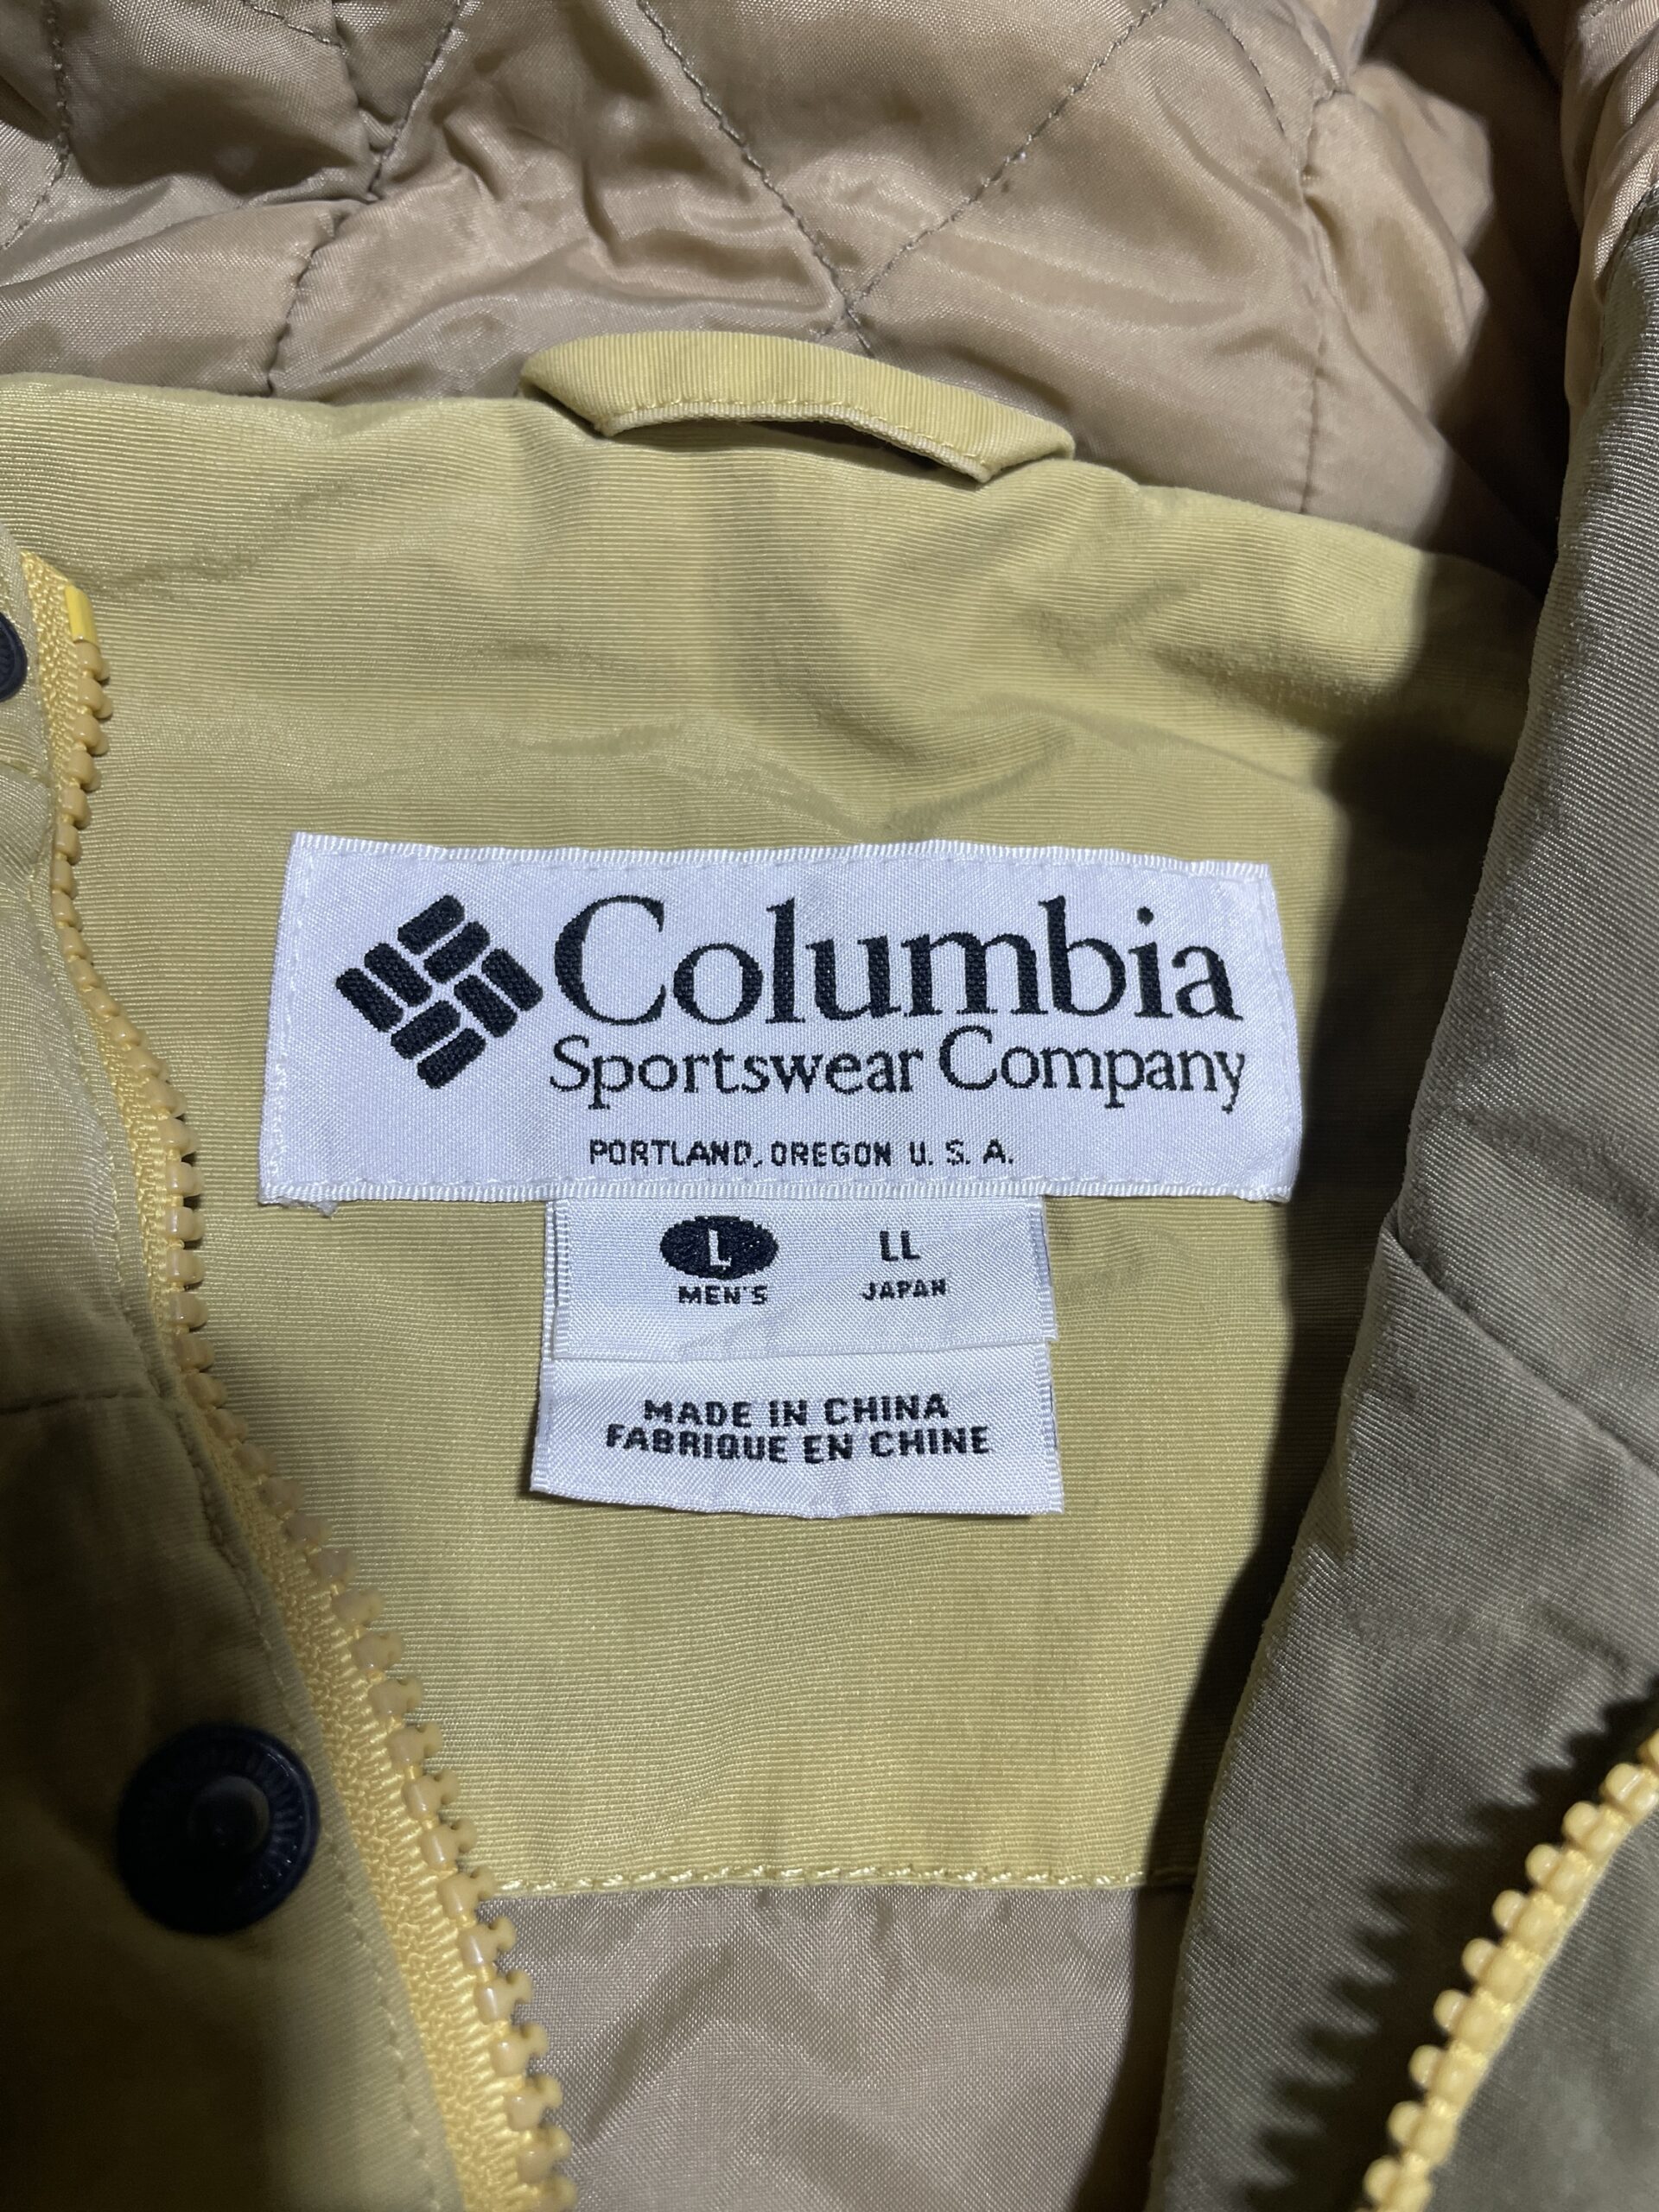 Columbia
Sportswear Company
PORTLAND, OREGON U. S. A.
L LL
MEN'S JAPAN
MADE IN CHINA
FABRIQUE EN CHINE